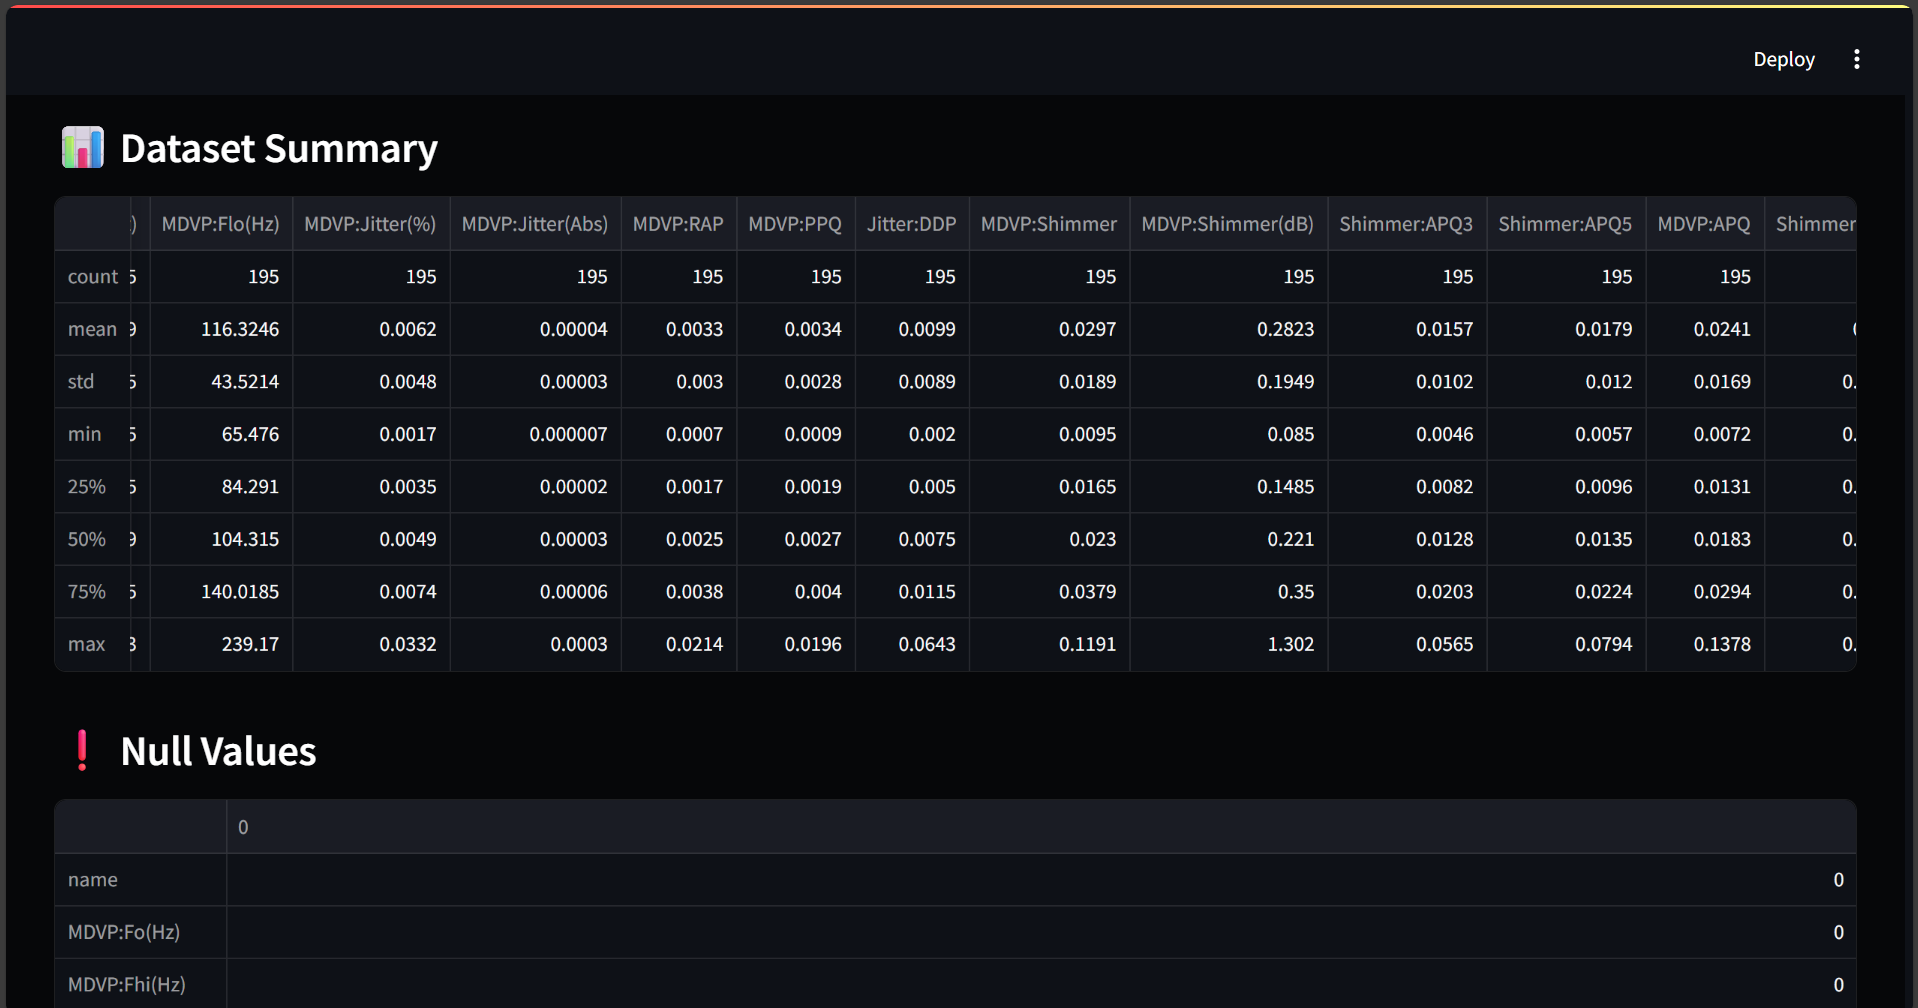 Deploy
Dataset Summary
) MDVP:Flo(Hz) MDVP:Jitter(%) MDVP:Jitter(Abs) MDVP:RAP MDVP:PPQ Jitter:DDP MDVP:Shimmer MDVP:Shimmer(dB) Shimmer:APQ3 Shimmer:APQ5 MDVP:APQ Shimmer
count 5 195 195 195 195 195 195 195 195 195 195 195
mean 9 116.3246 0.0062 0.00004 0.0033 0.0034 0.0099 0.0297 0.2823 0.0157 0.0179 0.0241
std 5 43.5214 0.0048 0.00003 0.003 0.0028 0.0089 0.0189 0.1949 0.0102 0.012 0.0169 0.
min 5 65.476 0.0017 0.000007 0.0007 0.0009 0.002 0.0095 0.085 0.0046 0.0057 0.0072 0.
25% 5 84.291 0.0035 0.00002 0.0017 0.0019 0.005 0.0165 0.1485 0.0082 0.0096 0.0131 0.
50% 9 104.315 0.0049 0.00003 0.0025 0.0027 0.0075 0.023 0.221 0.0128 0.0135 0.0183 0.
75% 5 140.0185 0.0074 0.00006 0.0038 0.004 0.0115 0.0379 0.35 0.0203 0.0224 0.0294 0.
max 3 239.17 0.0332 0.0003 0.0214 0.0196 0.0643 0.1191 1.302 0.0565 0.0794 0.1378 0.
Null Values
0
name 0
MDVP:Fo(Hz) 0
MDVP:Fhi(Hz) 0